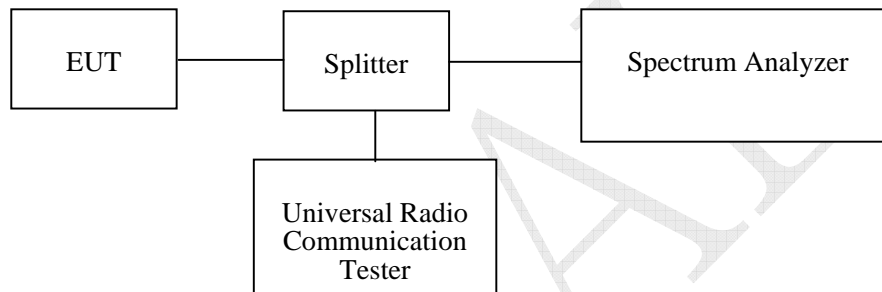 EUT
Splitter
Spectrum Analyzer
Universal Radio
Communication
Tester